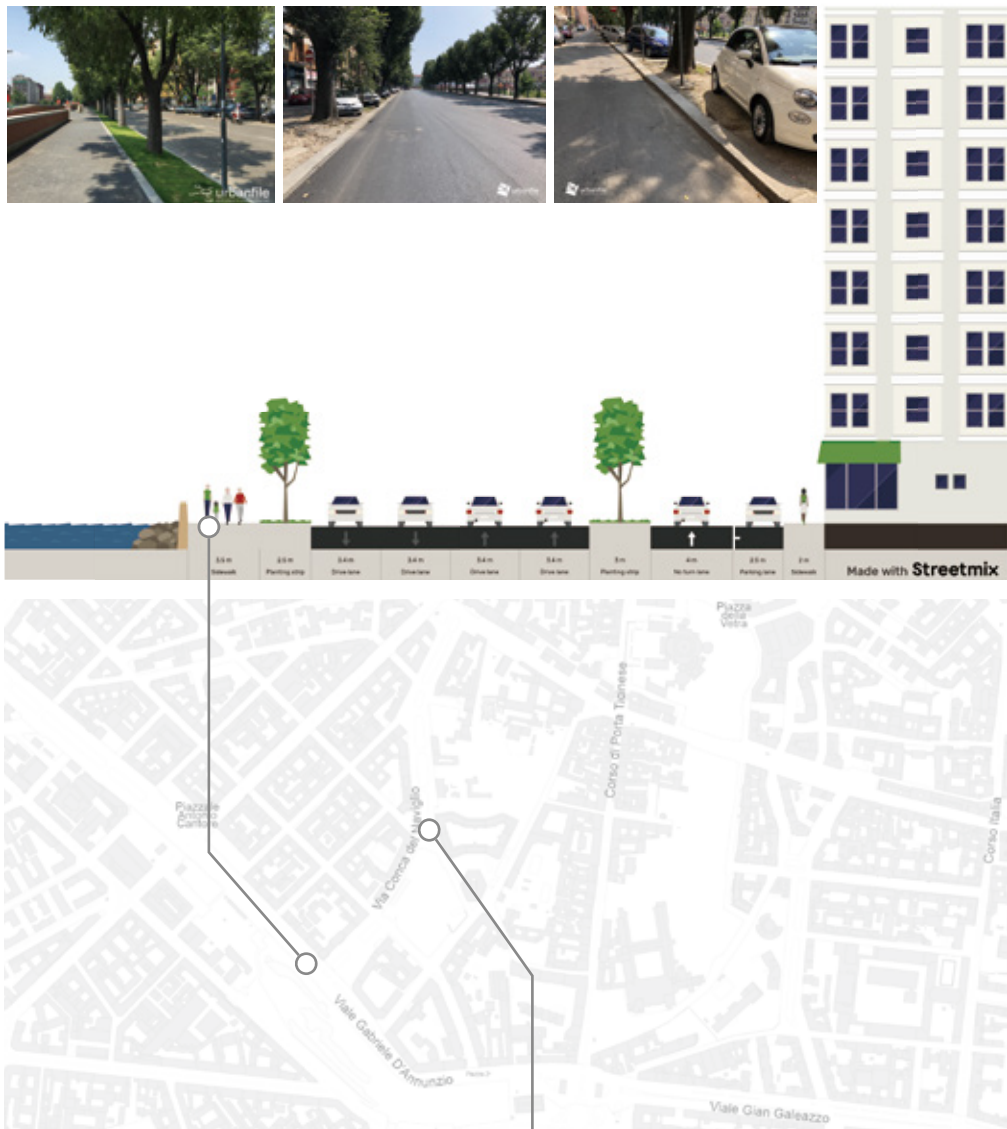 urbanfile
urbanfile
urbanfile
3.5 m
Sidewalk
2.5 m
Planting strip
3.4 m
Drive lane
3.4 m
Drive lane
3.4 m
Drive lane
3.4 m
Drive lane
Planting strip
4 m
No turn lane
2.5 m
Parking lane
2 m
Sidewalk
Made with Streetmix
Piazza
della
Vetra
Corso di Porta Ticinese
Piazzale
Antonio
Cantore
Via Conca del Naviglio
Corso Italia
Viale Gabriele D'Annunzio
Viale Gian Galeazzo